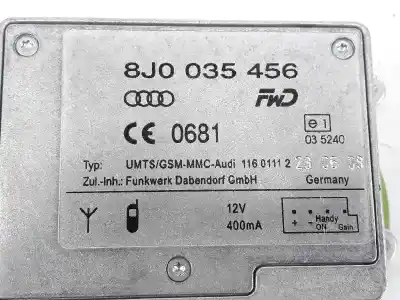 8J0 035 456
FWD
CE 0681
e1
03 5240
Typ: UMTS/GSM-MMC-Audi 116 0111 2
Zul.-Inh.: Funkwerk Dabendorf GmbH Germany
12V
400mA
+ - Handy
ON Gain